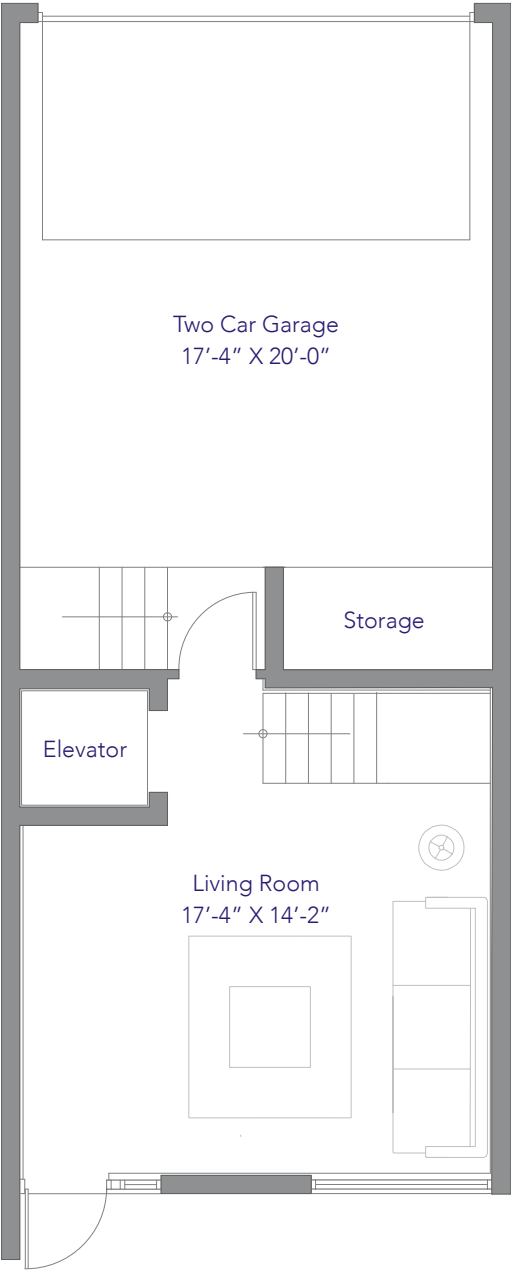 Two Car Garage
17’-4” X 20’-0”
Storage
Elevator
Living Room
17’-4” X 14’-2”